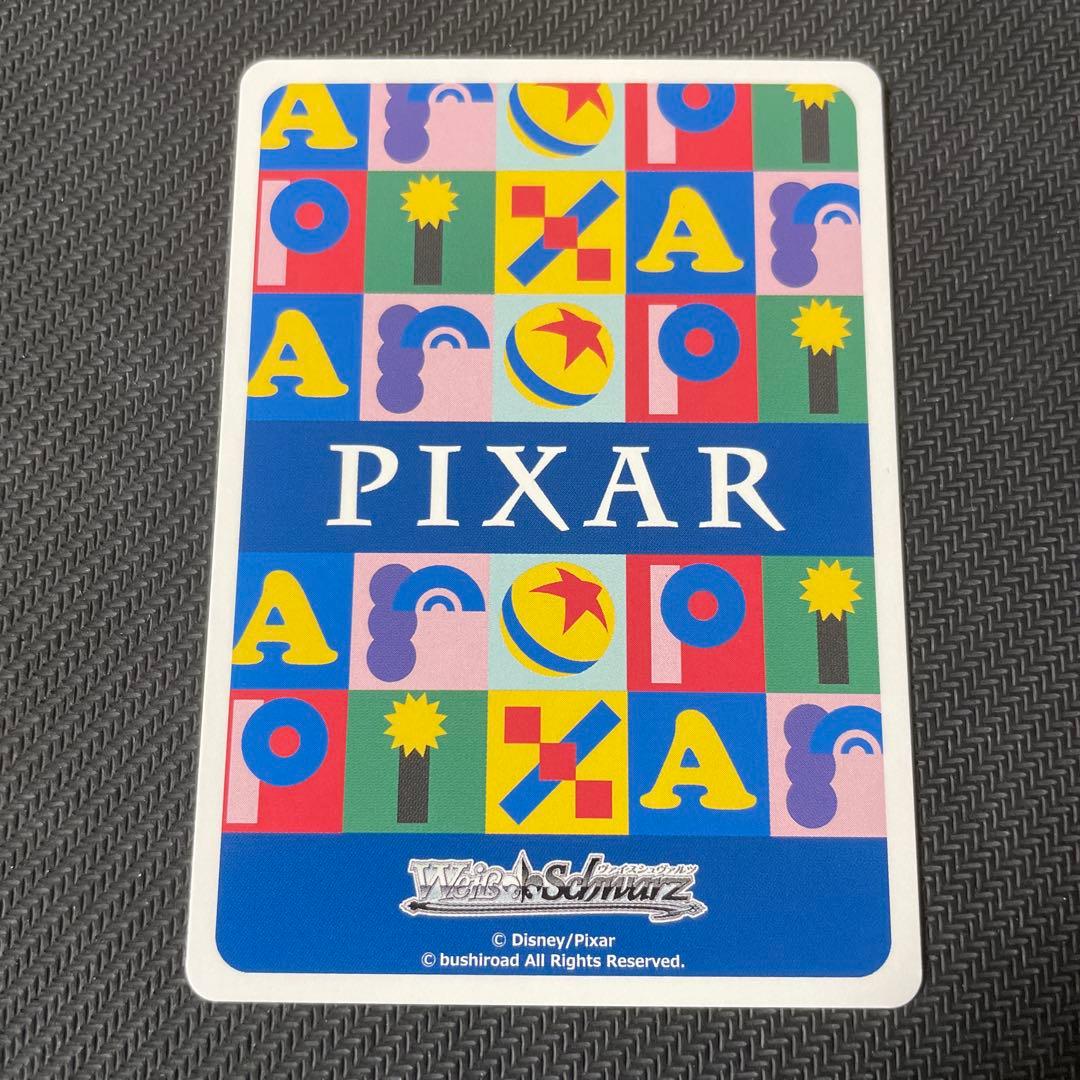 A r p i
p i X A r
A r p i
PIXAR
A r p i
p i X A r
ヴァイスシュヴァルツ
Weiß Schwarz
© Disney/Pixar
© bushiroad All Rights Reserved.